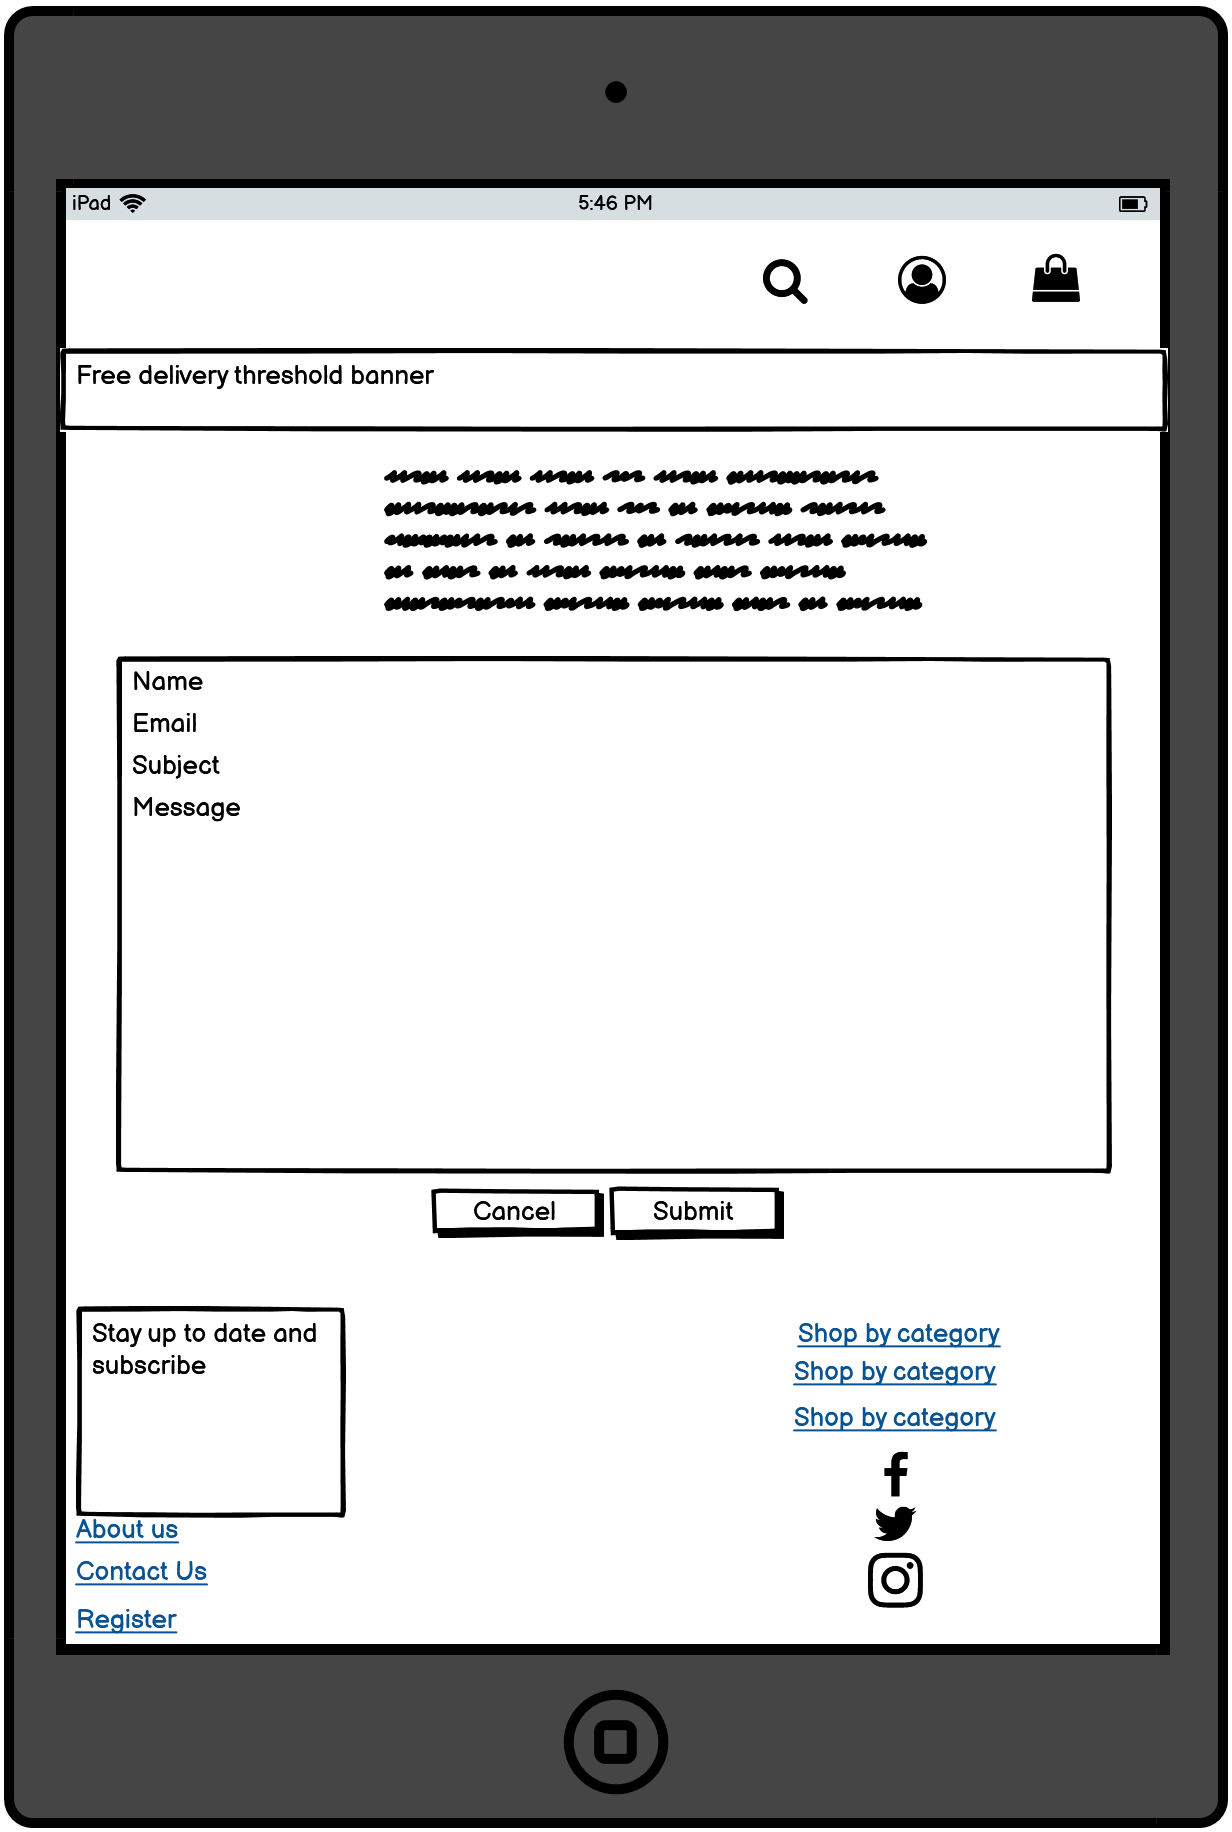 iPad
5:46 PM
Free delivery threshold banner
Name
Email
Subject
Message
Cancel
Submit
Stay up to date and
subscribe
About us
Contact Us
Register
Shop by category
Shop by category
Shop by category